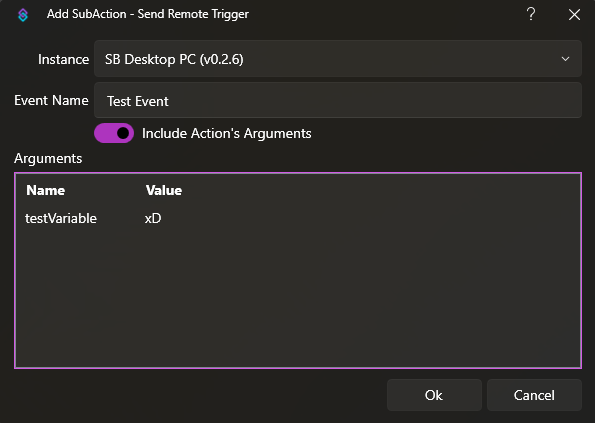 Add SubAction - Send Remote Trigger ?
Instance SB Desktop PC (v0.2.6)
Event Name Test Event
Include Action's Arguments
Arguments
Name Value
testVariable xD
Ok Cancel